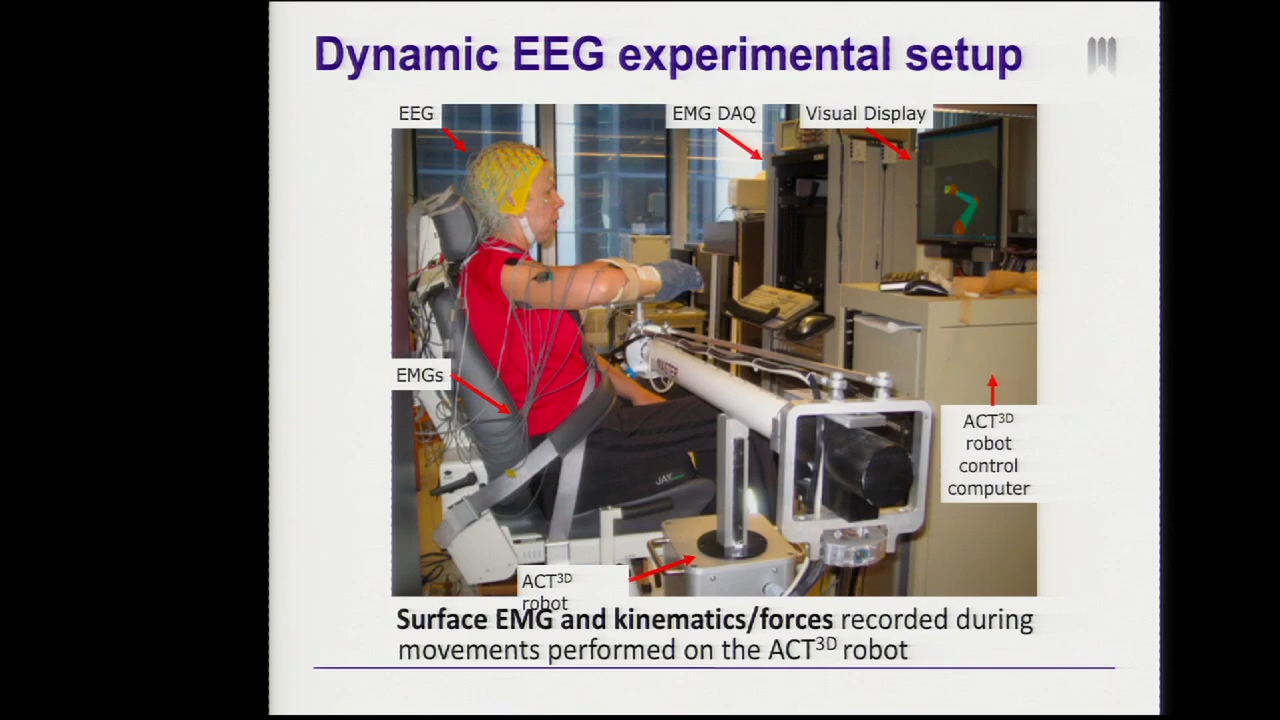 Dynamic EEG experimental setup
EEG
EMG DAQ
Visual Display
EMGs
JAY
ACT3D
robot
control
computer
ACT3D
robot
Surface EMG and kinematics/forces recorded during
movements performed on the ACT3D robot